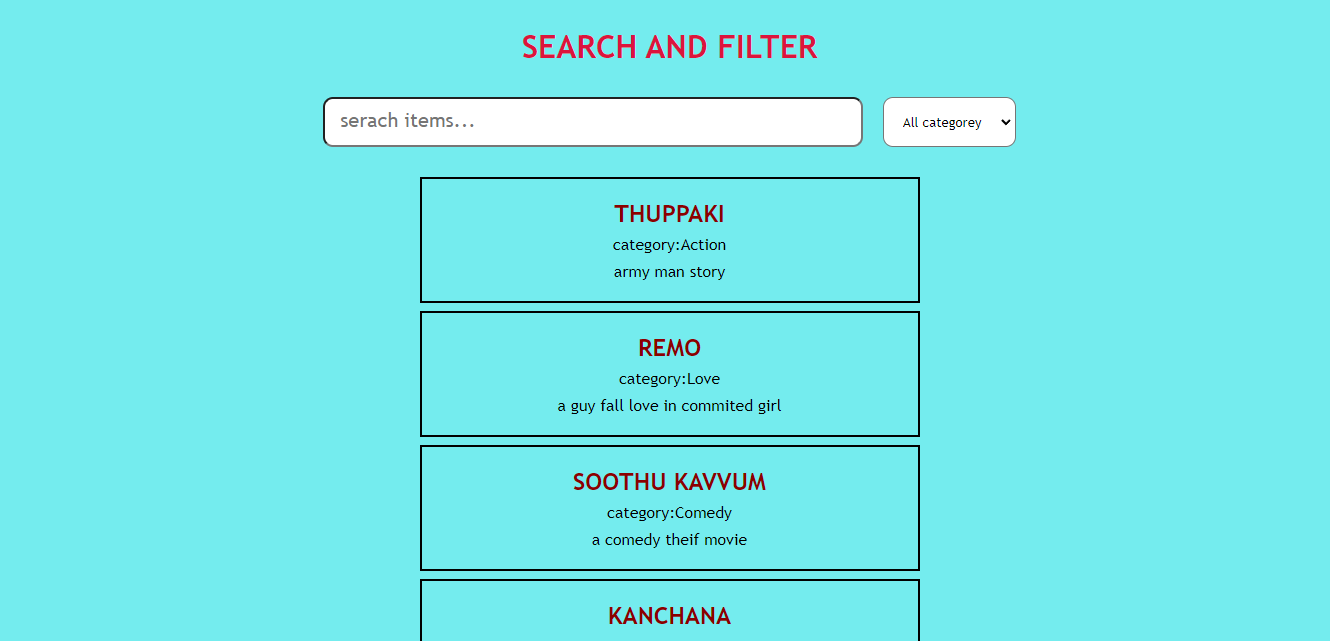 SEARCH AND FILTER
serach items...
All categorey
THUPPAKI
category:Action
army man story
REMO
category:Love
a guy fall love in commited girl
SOOTHU KAVVUM
category:Comedy
a comedy theif movie
KANCHANA